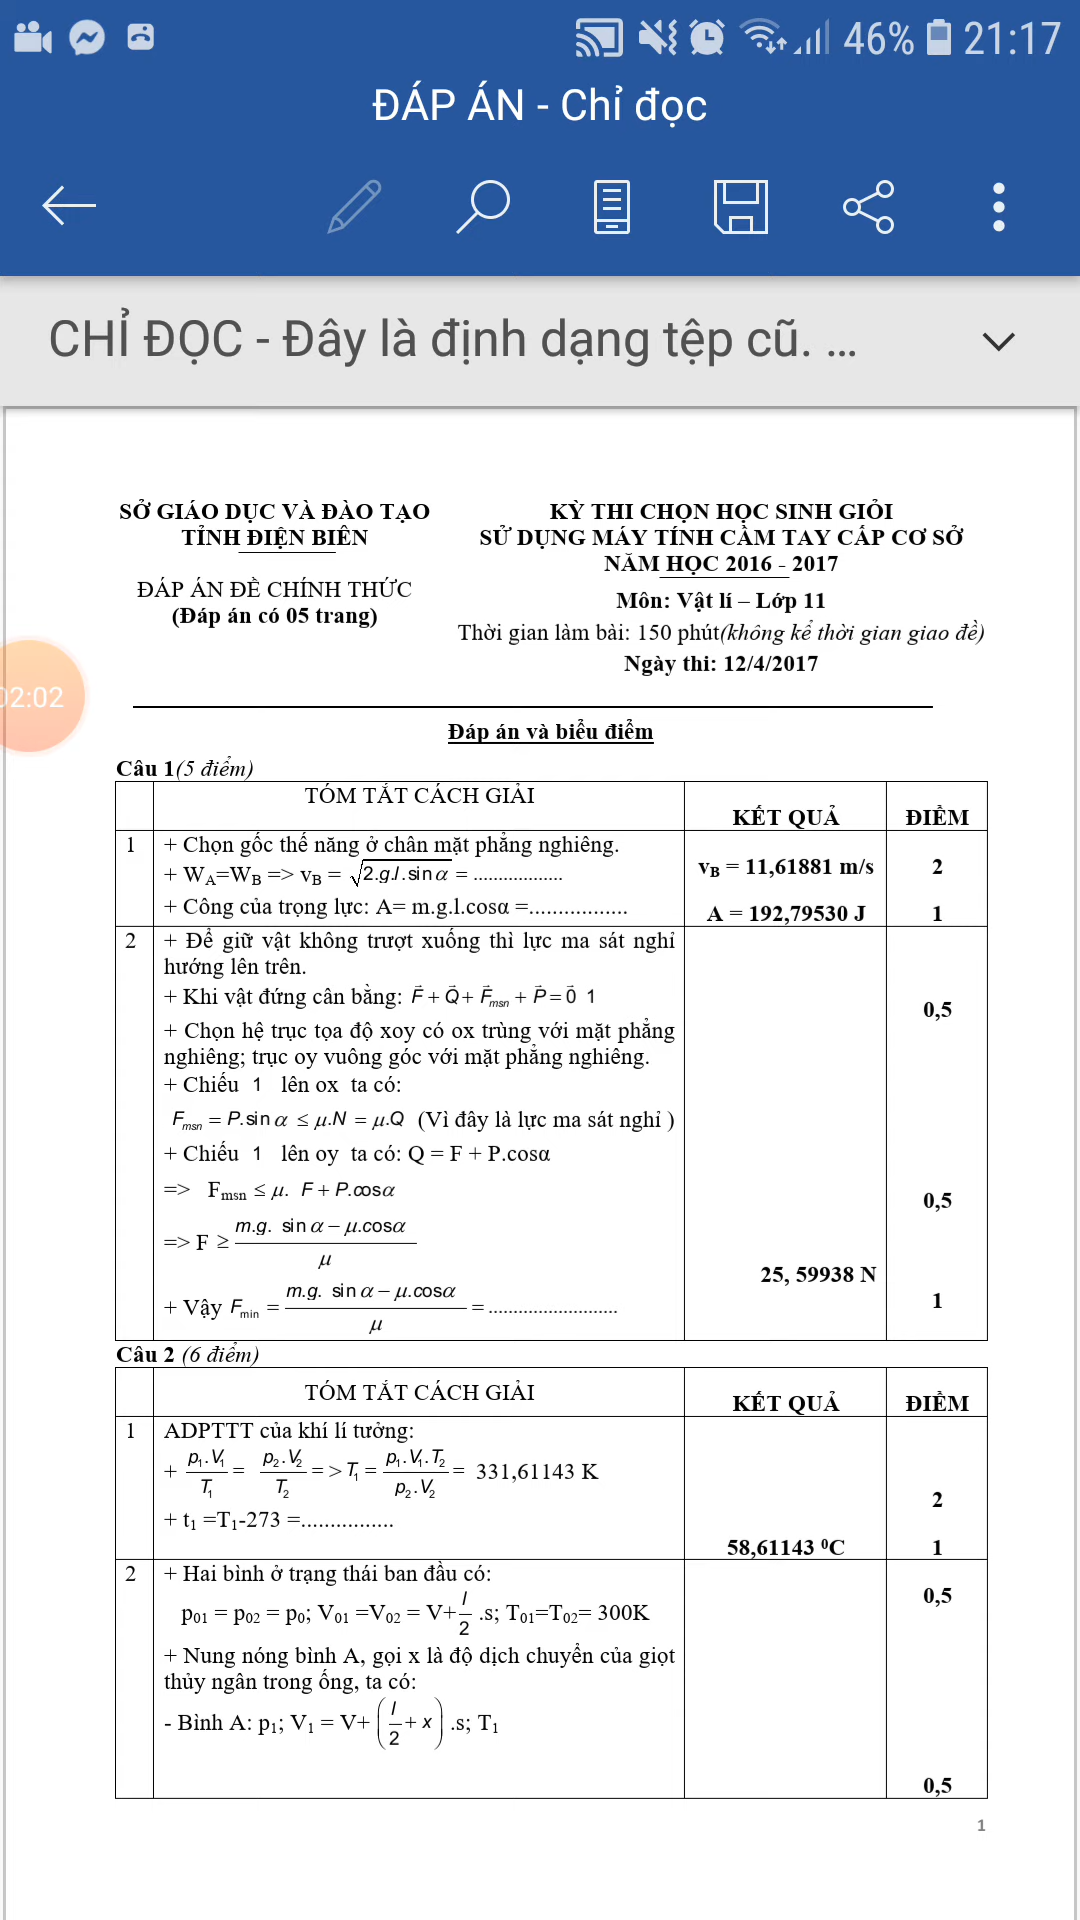 46% 21:17
ĐÁP ÁN - Chỉ đọc
CHỈ ĐỌC - Đây là định dạng tệp cũ. ...
SỞ GIÁO DỤC VÀ ĐÀO TẠO
TỈNH ĐIỆN BIÊN
KỲ THI CHỌN HỌC SINH GIỎI
SỬ DỤNG MÁY TÍNH CẦM TAY CẤP CƠ SỞ
NĂM HỌC 2016 - 2017
ĐÁP ÁN ĐỀ CHÍNH THỨC
(Đáp án có 05 trang)
Môn: Vật lí – Lớp 11
Thời gian làm bài: 150 phút(không kể thời gian giao đề)
Ngày thi: 12/4/2017
02:02
Đáp án và biểu điểm
Câu 1(5 điểm)
TÓM TẮT CÁCH GIẢI KẾT QUẢ ĐIỂM
1 + Chọn gốc thế năng ở chân mặt phẳng nghiêng.
+ W_A=W_B => v_B = √(2.g.l.sin α) = .................. v_B = 11,61881 m/s 2
+ Công của trọng lực: A= m.g.l.cosα =................. A = 192,79530 J 1
2 + Để giữ vật không trượt xuống thì lực ma sát nghỉ
hướng lên trên.
+ Khi vật đứng cân bằng: F⃗ + Q⃗ + F⃗_msn + P⃗ = 0⃗ 1 0,5
+ Chọn hệ trục tọa độ xoy có ox trùng với mặt phẳng
nghiêng; trục oy vuông góc với mặt phẳng nghiêng.
+ Chiếu 1 lên ox ta có:
F_msn = P.sin α ≤ μ.N = μ.Q (Vì đây là lực ma sát nghỉ )
+ Chiếu 1 lên oy ta có: Q = F + P.cosα
=> F_msn ≤ μ. F + P.cosα 0,5
=> F ≥ m.g. sin α − μ.cosα / μ
25, 59938 N
+ Vậy F_min = m.g. sin α − μ.cosα / μ = .......................... 1
Câu 2 (6 điểm)
TÓM TẮT CÁCH GIẢI KẾT QUẢ ĐIỂM
1 ADPTTT của khí lí tưởng:
+ p₁.V₁/T₁ = p₂.V₂/T₂ => T₁ = p₁.V₁.T₂/p₂.V₂ = 331,61143 K 2
+ t₁ =T₁-273 =................ 58,61143 ⁰C 1
2 + Hai bình ở trạng thái ban đầu có: 0,5
p₀₁ = p₀₂ = p₀; V₀₁ =V₀₂ = V+ l/2 .s; T₀₁=T₀₂= 300K
+ Nung nóng bình A, gọi x là độ dịch chuyển của giọt
thủy ngân trong ống, ta có:
- Bình A: p₁; V₁ = V+ (l/2 + x) .s; T₁
0,5
1